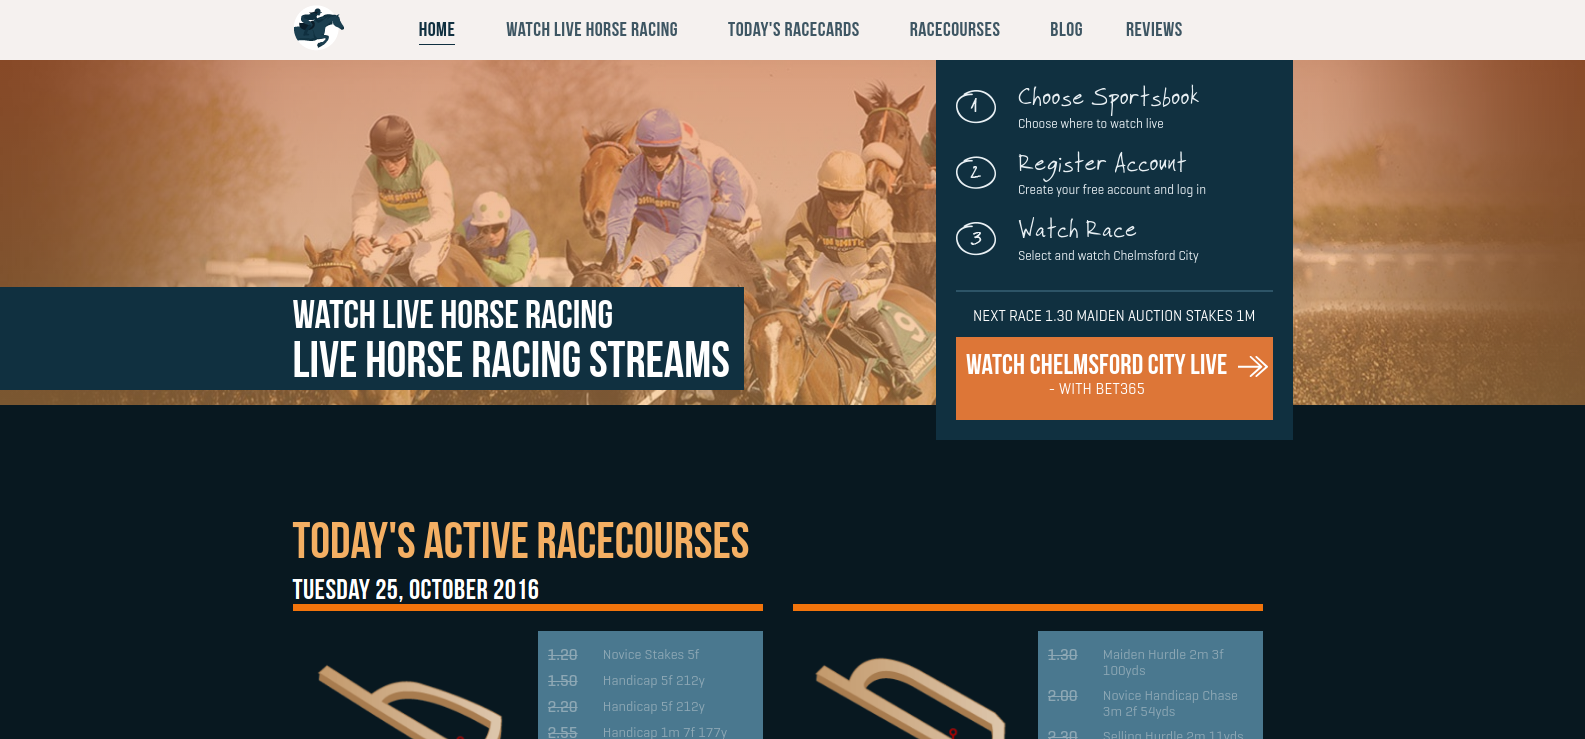 HOME
WATCH LIVE HORSE RACING
TODAY'S RACECARDS
RACECOURSES
BLOG
REVIEWS
1
Choose Sportsbook
Choose where to watch live
2
Register Account
Create your free account and log in
3
Watch Race
Select and watch Chelmsford City
NEXT RACE 1.30 MAIDEN AUCTION STAKES 1M
WATCH CHELMSFORD CITY LIVE
- WITH BET365
WATCH LIVE HORSE RACING
LIVE HORSE RACING STREAMS
9
TODAY'S ACTIVE RACECOURSES
TUESDAY 25, OCTOBER 2016
1.20 Novice Stakes 5f
1.50 Handicap 5f 212y
2.20 Handicap 5f 212y
2.55 Handicap 1m 7f 177y
1.30 Maiden Hurdle 2m 3f
100yds
2.00 Novice Handicap Chase
3m 2f 54yds
2.30 Selling Hurdle 2m 11yds